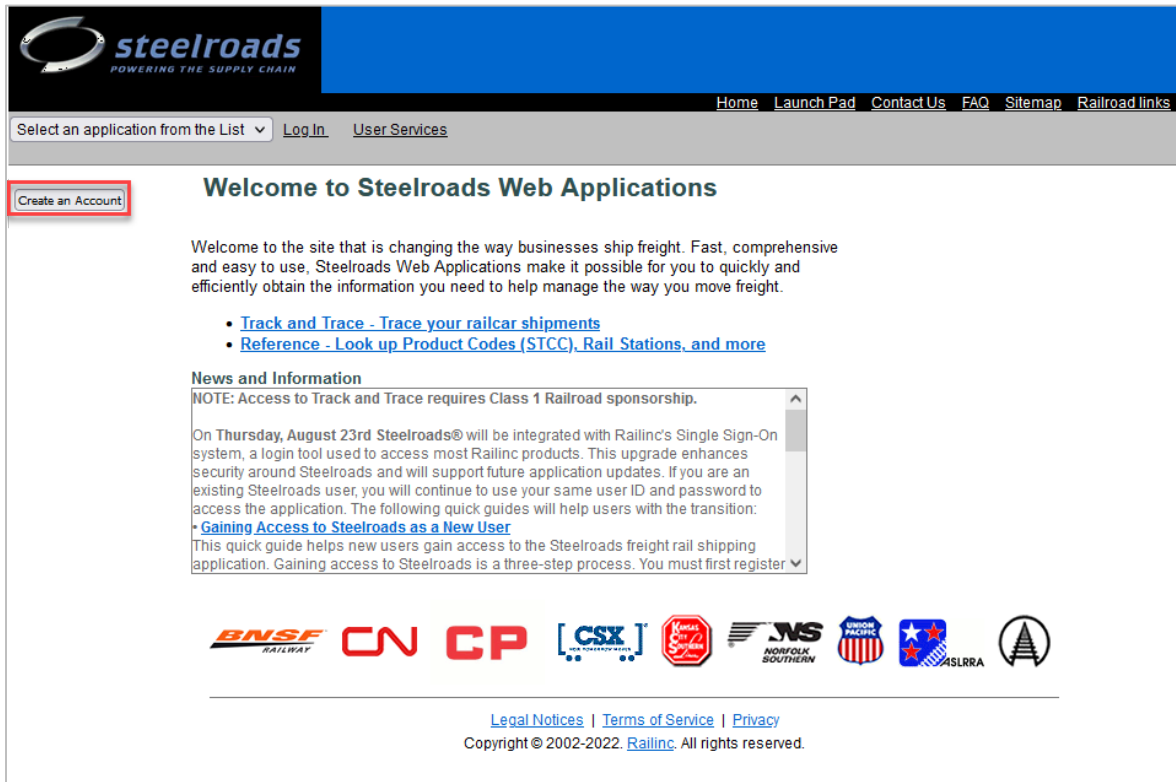 steelroads
POWERING THE SUPPLY CHAIN
Home Launch Pad Contact Us FAQ Sitemap Railroad links
Select an application from the List Log In User Services
Create an Account
Welcome to Steelroads Web Applications
Welcome to the site that is changing the way businesses ship freight. Fast, comprehensive
and easy to use, Steelroads Web Applications make it possible for you to quickly and
efficiently obtain the information you need to help manage the way you move freight.
• Track and Trace - Trace your railcar shipments
• Reference - Look up Product Codes (STCC), Rail Stations, and more
News and Information
NOTE: Access to Track and Trace requires Class 1 Railroad sponsorship.
On Thursday, August 23rd Steelroads® will be integrated with Railinc's Single Sign-On
system, a login tool used to access most Railinc products. This upgrade enhances
security around Steelroads and will support future application updates. If you are an
existing Steelroads user, you will continue to use your same user ID and password to
access the application. The following quick guides will help users with the transition:
• Gaining Access to Steelroads as a New User
This quick guide helps new users gain access to the Steelroads freight rail shipping
application. Gaining access to Steelroads is a three-step process. You must first register
BNSF
RAILWAY
CN
CP
[CSX]
KANSAS
CITY
SOUTHERN
Lines
NS
NORFOLK
SOUTHERN
UNION
PACIFIC
ASLRRA
Legal Notices | Terms of Service | Privacy
Copyright © 2002-2022. Railinc. All rights reserved.